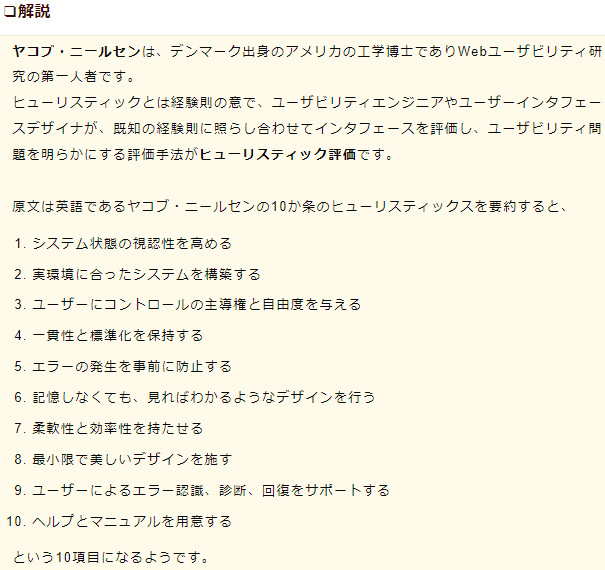 ❏解説
ヤコブ・ニールセンは、デンマーク出身のアメリカの工学博士でありWebユーザビリティ研
究の第一人者です。
ヒューリスティックとは経験則の意で、ユーザビリティエンジニアやユーザーインタフェー
スデザイナが、既知の経験則に照らし合わせてインタフェースを評価し、ユーザビリティ問
題を明らかにする評価手法がヒューリスティック評価です。
原文は英語であるヤコブ・ニールセンの10か条のヒューリスティックスを要約すると、
1. システム状態の視認性を高める
2. 実環境に合ったシステムを構築する
3. ユーザーにコントロールの主導権と自由度を与える
4. 一貫性と標準化を保持する
5. エラーの発生を事前に防止する
6. 記憶しなくても、見ればわかるようなデザインを行う
7. 柔軟性と効率性を持たせる
8. 最小限で美しいデザインを施す
9. ユーザーによるエラー認識、診断、回復をサポートする
10. ヘルプとマニュアルを用意する
という10項目になるようです。